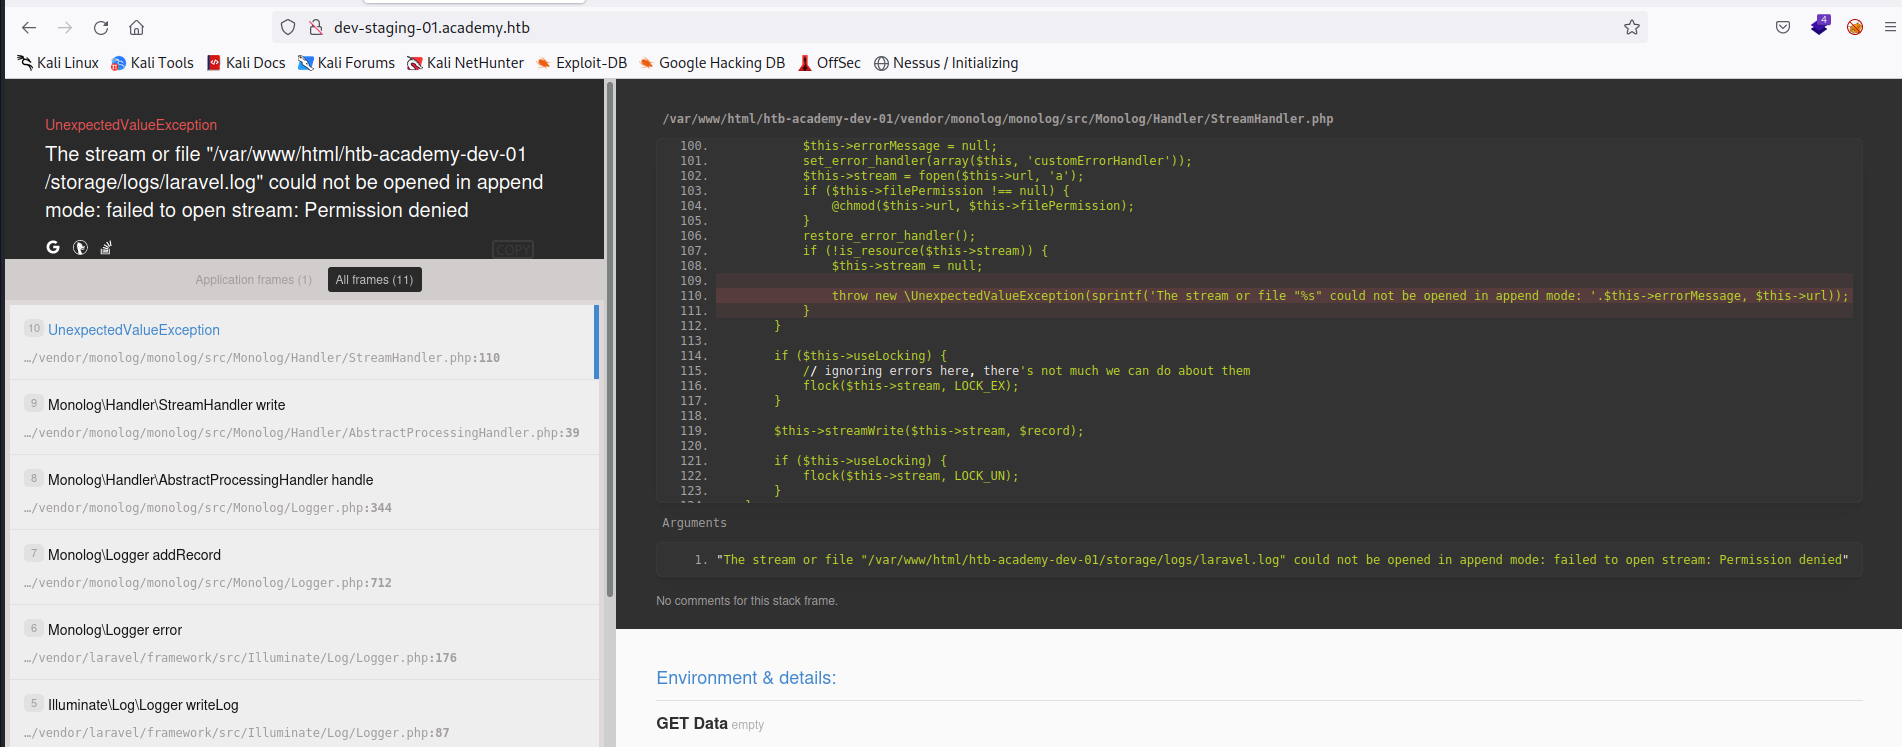 dev-staging-01.academy.htb
4
Kali Linux Kali Tools Kali Docs Kali Forums Kali NetHunter Exploit-DB Google Hacking DB OffSec Nessus / Initializing
UnexpectedValueException
The stream or file "/var/www/html/htb-academy-dev-01
/storage/logs/laravel.log" could not be opened in append
mode: failed to open stream: Permission denied
COPY
Application frames (1) All frames (11)
10 UnexpectedValueException
…/vendor/monolog/monolog/src/Monolog/Handler/StreamHandler.php:110
9 Monolog\Handler\StreamHandler write
…/vendor/monolog/monolog/src/Monolog/Handler/AbstractProcessingHandler.php:39
8 Monolog\Handler\AbstractProcessingHandler handle
…/vendor/monolog/monolog/src/Monolog/Logger.php:344
7 Monolog\Logger addRecord
…/vendor/monolog/monolog/src/Monolog/Logger.php:712
6 Monolog\Logger error
…/vendor/laravel/framework/src/Illuminate/Log/Logger.php:176
5 Illuminate\Log\Logger writeLog
…/vendor/laravel/framework/src/Illuminate/Log/Logger.php:87
/var/www/html/htb-academy-dev-01/vendor/monolog/monolog/src/Monolog/Handler/StreamHandler.php
100. $this->errorMessage = null;
101. set_error_handler(array($this, 'customErrorHandler'));
102. $this->stream = fopen($this->url, 'a');
103. if ($this->filePermission !== null) {
104. @chmod($this->url, $this->filePermission);
105. }
106. restore_error_handler();
107. if (!is_resource($this->stream)) {
108. $this->stream = null;
109.
110. throw new \UnexpectedValueException(sprintf('The stream or file "%s" could not be opened in append mode: '.$this->errorMessage, $this->url));
111. }
112. }
113.
114. if ($this->useLocking) {
115. // ignoring errors here, there's not much we can do about them
116. flock($this->stream, LOCK_EX);
117. }
118.
119. $this->streamWrite($this->stream, $record);
120.
121. if ($this->useLocking) {
122. flock($this->stream, LOCK_UN);
123. }
Arguments
1. "The stream or file "/var/www/html/htb-academy-dev-01/storage/logs/laravel.log" could not be opened in append mode: failed to open stream: Permission denied"
No comments for this stack frame.
Environment & details:
GET Data empty